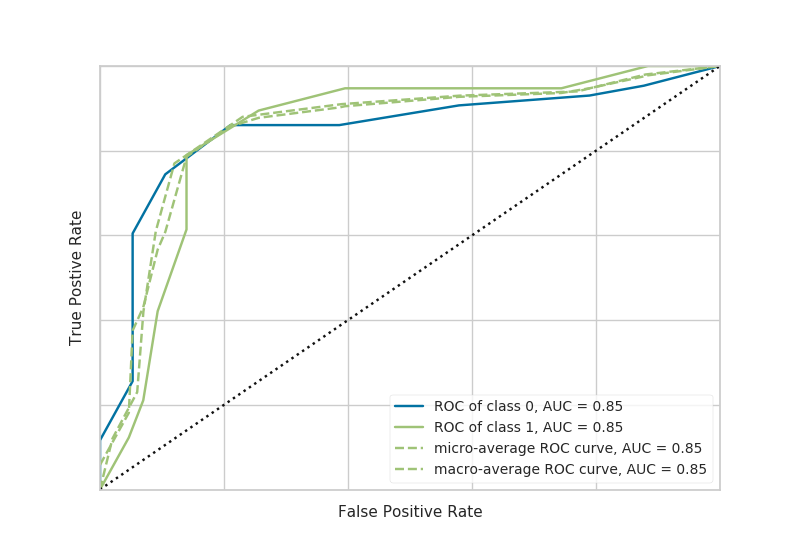 True Postive Rate
ROC of class 0, AUC = 0.85
ROC of class 1, AUC = 0.85
micro-average ROC curve, AUC = 0.85
macro-average ROC curve, AUC = 0.85
False Positive Rate